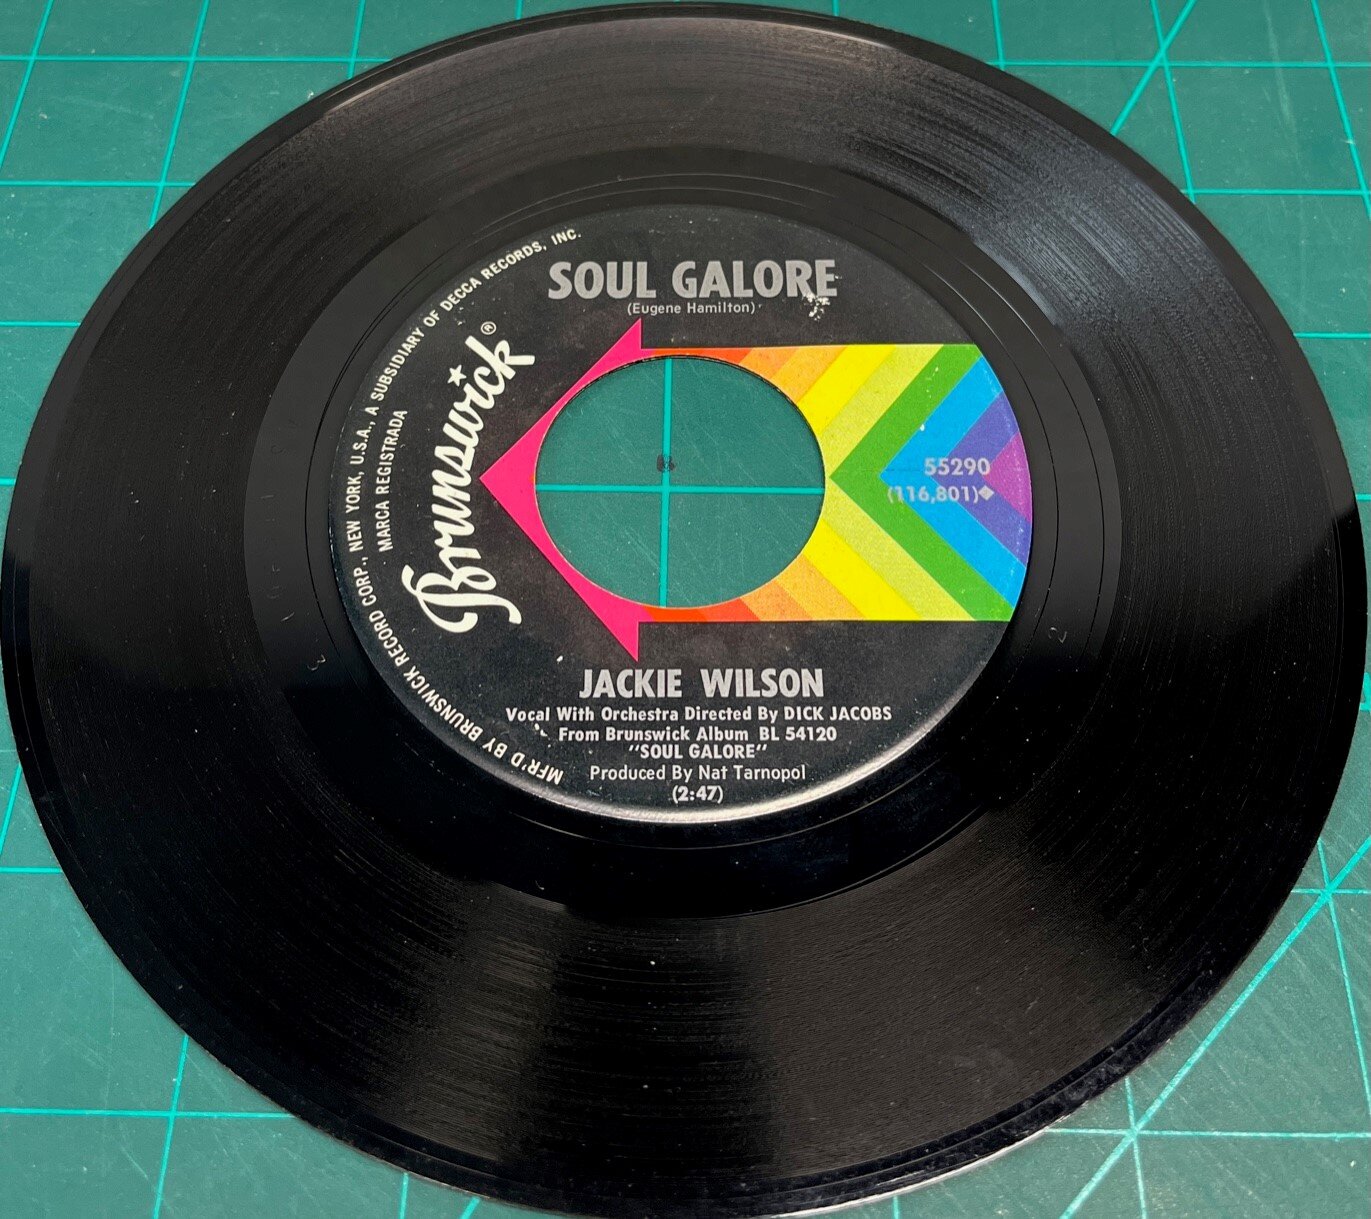 SOUL GALORE
(Eugene Hamilton)
Brunswick®
MFR'D BY BRUNSWICK RECORD CORP., NEW YORK, U.S.A., A SUBSIDIARY OF DECCA RECORDS, INC.
MARCA REGISTRADA
55290
(116,801)◆
JACKIE WILSON
Vocal With Orchestra Directed By DICK JACOBS
From Brunswick Album BL 54120
"SOUL GALORE"
Produced By Nat Tarnopol
(2:47)